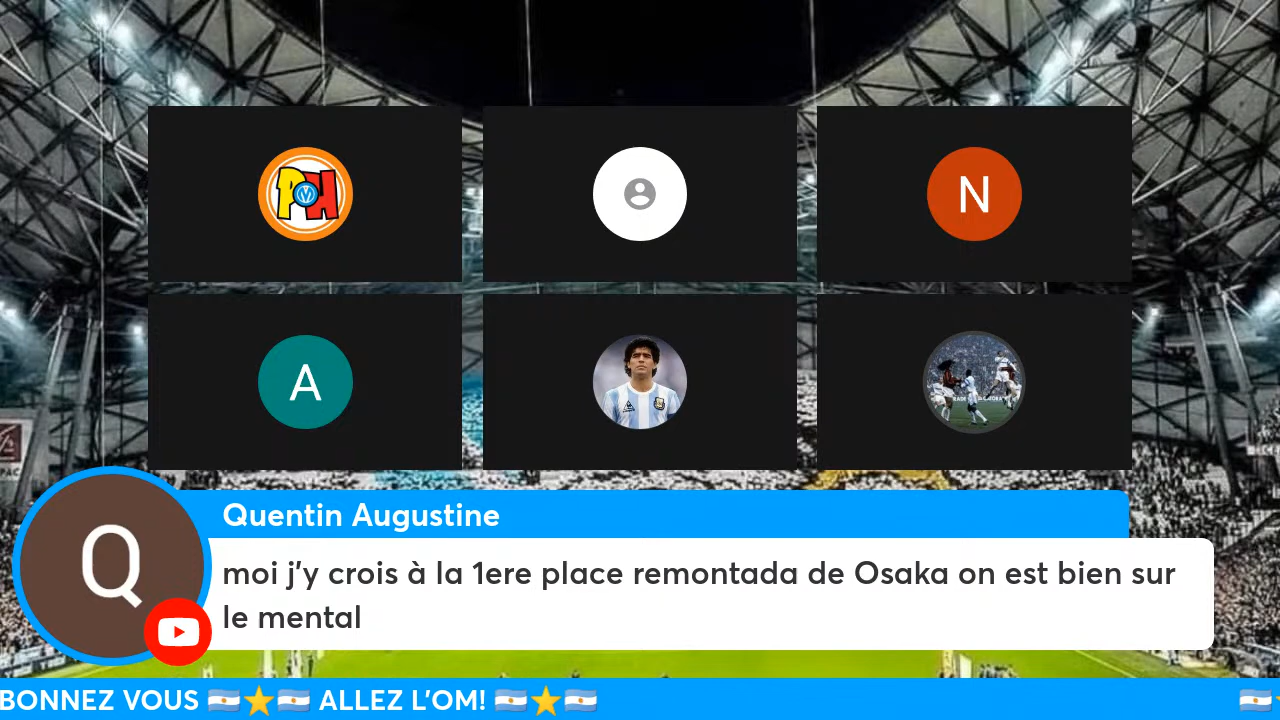 PH
N
A
Quentin Augustine
Q
moi j'y crois à la 1ere place remontada de Osaka on est bien sur
le mental
BONNEZ VOUS 🇦🇷⭐🇦🇷 ALLEZ L'OM! 🇦🇷⭐🇦🇷 🇦🇷